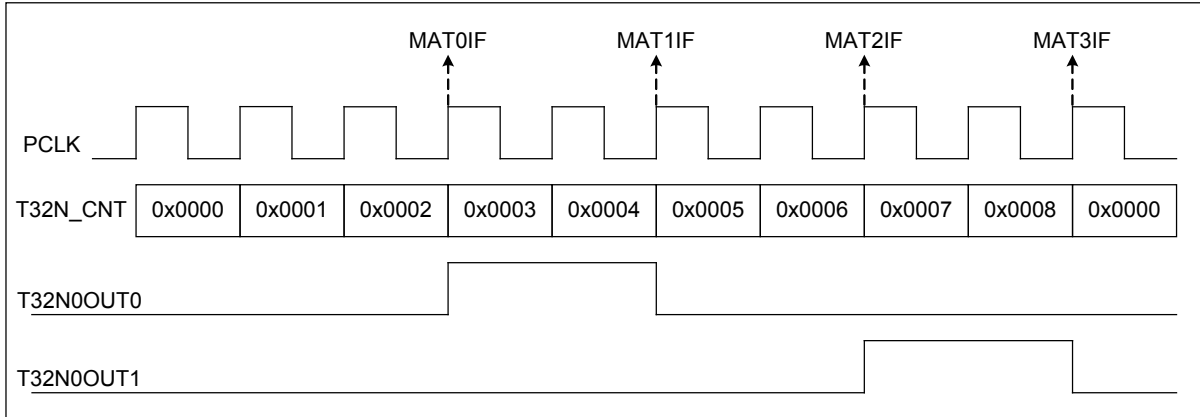 MAT0IF MAT1IF MAT2IF MAT3IF
PCLK
T32N_CNT 0x0000 0x0001 0x0002 0x0003 0x0004 0x0005 0x0006 0x0007 0x0008 0x0000
T32N0OUT0
T32N0OUT1